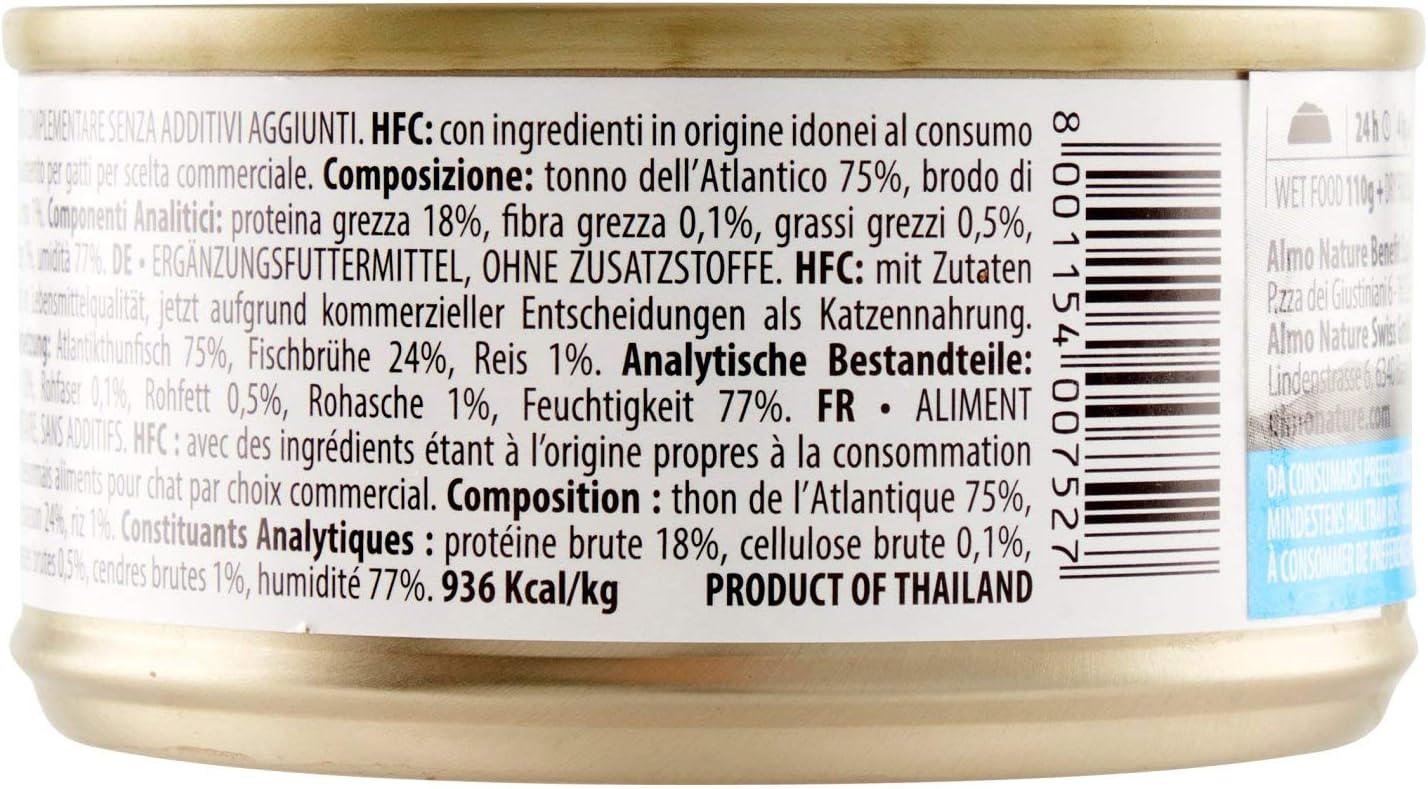 SENZA ADDITIVI AGGIUNTI. HFC: con ingredienti in origine idonei al consumo
per gatti per scelta commerciale. Composizione: tonno dell'Atlantico 75%, brodo di
1%. Componenti Analitici: proteina grezza 18%, fibra grezza 0,1%, grassi grezzi 0,5%,
umidità 77%. DE • ERGÄNZUNGSFUTTERMITTEL, OHNE ZUSATZSTOFFE. HFC: mit Zutaten
Lebensmittelqualität, jetzt aufgrund kommerzieller Entscheidungen als Katzennahrung.
Atlantikthunfisch 75%, Fischbrühe 24%, Reis 1%. Analytische Bestandteile:
Rohfaser 0,1%, Rohfett 0,5%, Rohasche 1%, Feuchtigkeit 77%. FR • ALIMENT
SANS ADDITIFS. HFC : avec des ingrédients étant à l'origine propres à la consommation
aliments pour chat par choix commercial. Composition : thon de l'Atlantique 75%,
24%, riz 1%. Constituants Analytiques : protéine brute 18%, cellulose brute 0,1%,
brutes 0,5%, cendres brutes 1%, humidité 77%. 936 Kcal/kg PRODUCT OF THAILAND
8 001154 007527
24h
WET FOOD 110g +
Almo Nature
P.zza dei Giustiniani 6
Almo Nature Swiss
Lindenstrasse 6,
almonature.com
DA CONSUMARSI
MINDESTENS HALTBAR BIS
À CONSOMMER DE